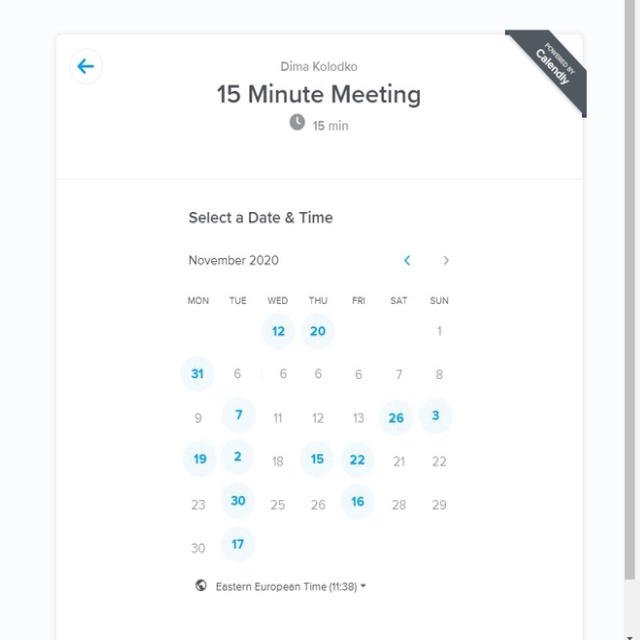 POWERED BY
Calendly
Dima Kolodko
15 Minute Meeting
15 min
Select a Date & Time
November 2020
MON TUE WED THU FRI SAT SUN
12 20 1
31 6 6 6 6 7 8
9 7 11 12 13 26 3
19 2 18 15 22 21 22
23 30 25 26 16 28 29
30 17
Eastern European Time (11:38)